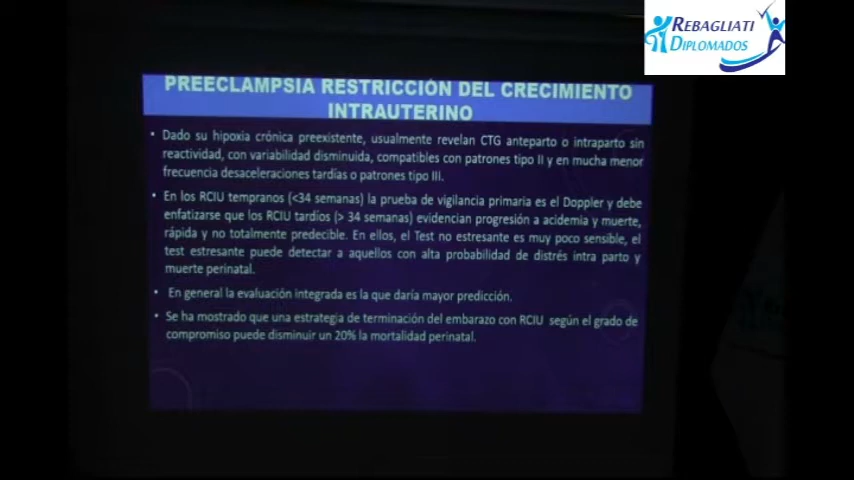 REBAGLIATI
DIPLOMADOS
PREECLAMPSIA RESTRICCIÓN DEL CRECIMIENTO
INTRAUTERINO
• Dado su hipoxia crónica preexistente, usualmente revelan CTG anteparto o intraparto sin
reactividad, con variabilidad disminuida, compatibles con patrones tipo II y en mucha menor
frecuencia desaceleraciones tardías o patrones tipo III.
• En los RCIU tempranos (<34 semanas) la prueba de vigilancia primaria es el Doppler y debe
enfatizarse que los RCIU tardíos (> 34 semanas) evidencian progresión a acidemia y muerte,
rápida y no totalmente predecible. En ellos, el Test no estresante es muy poco sensible, el
test estresante puede detectar a aquellos con alta probabilidad de distrés intra parto y
muerte perinatal.
• En general la evaluación integrada es la que daría mayor predicción.
• Se ha mostrado que una estrategia de terminación del embarazo con RCIU según el grado de
compromiso puede disminuir un 20% la mortalidad perinatal.